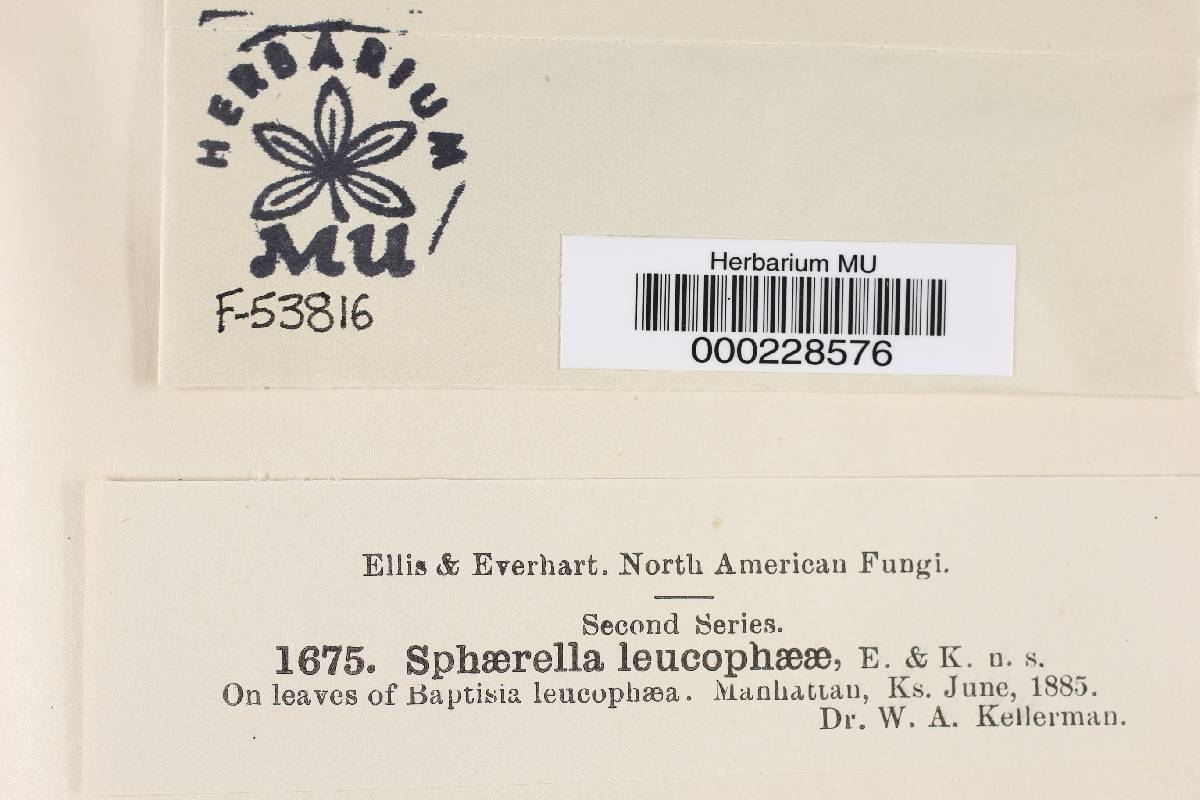 HERBARIUM
MU
F-53816
Herbarium MU
000228576
Ellis & Everhart. North American Fungi.
Second Series.
1675. Sphærella leucophææ, E. & K. n. s.
On leaves of Baptisia leucophæa. Manhattan, Ks. June, 1885.
Dr. W. A. Kellerman.